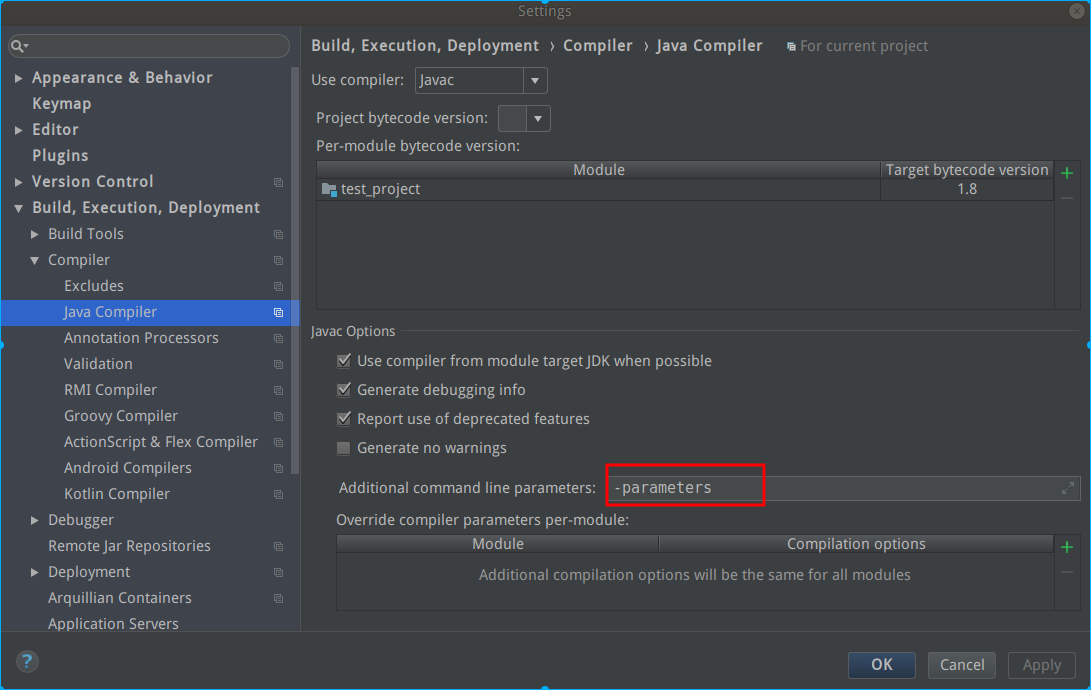 Settings
Appearance & Behavior
Keymap
Editor
Plugins
Version Control
Build, Execution, Deployment
Build Tools
Compiler
Excludes
Java Compiler
Annotation Processors
Validation
RMI Compiler
Groovy Compiler
ActionScript & Flex Compiler
Android Compilers
Kotlin Compiler
Debugger
Remote Jar Repositories
Deployment
Arquillian Containers
Application Servers
Build, Execution, Deployment › Compiler › Java Compiler For current project
Use compiler: Javac
Project bytecode version:
Per-module bytecode version:
Module Target bytecode version
test_project 1.8
Javac Options
Use compiler from module target JDK when possible
Generate debugging info
Report use of deprecated features
Generate no warnings
Additional command line parameters: -parameters
Override compiler parameters per-module:
Module Compilation options
Additional compilation options will be the same for all modules
?
OK Cancel Apply